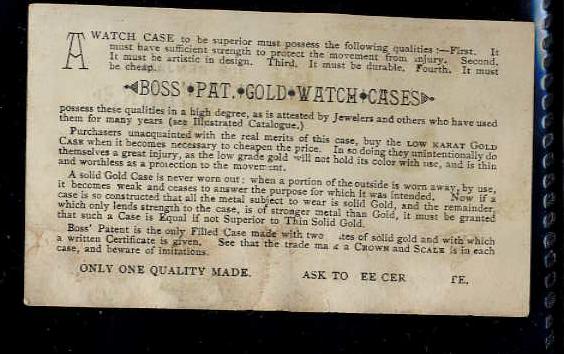 A WATCH CASE to be superior must possess the following qualities:—First. It
must have sufficient strength to protect the movement from injury. Second.
It must be artistic in design. Third. It must be durable. Fourth. It must
be cheap.
BOSS' PAT. GOLD WATCH CASES
possess these qualities in a high degree, as is attested by Jewelers and others who have used
them for many years (see Illustrated Catalogue.)
Purchasers unacquainted with the real merits of this case, buy the LOW KARAT GOLD
CASE when it becomes necessary to cheapen the price. In so doing they unintentionally do
themselves a great injury, as the low grade gold will not hold its color with use, and is thin
and worthless as a protection to the movement.
A solid Gold Case is never worn out; when a portion of the outside is worn away, by use,
it becomes weak and ceases to answer the purpose for which it was intended. Now if a
case is so constructed that all the metal subject to wear is solid Gold, and the remainder,
which only lends strength to the case, is of stronger metal than Gold, it must be granted
that such a Case is Equal if not Superior to Thin Solid Gold.
Boss' Patent is the only Filled Case made with two tes of solid gold and with which
a written Certificate is given. See that the trade ma k a CROWN and SCALE is in each
case, and beware of imitations.
ONLY ONE QUALITY MADE. ASK TO EE CER TE.